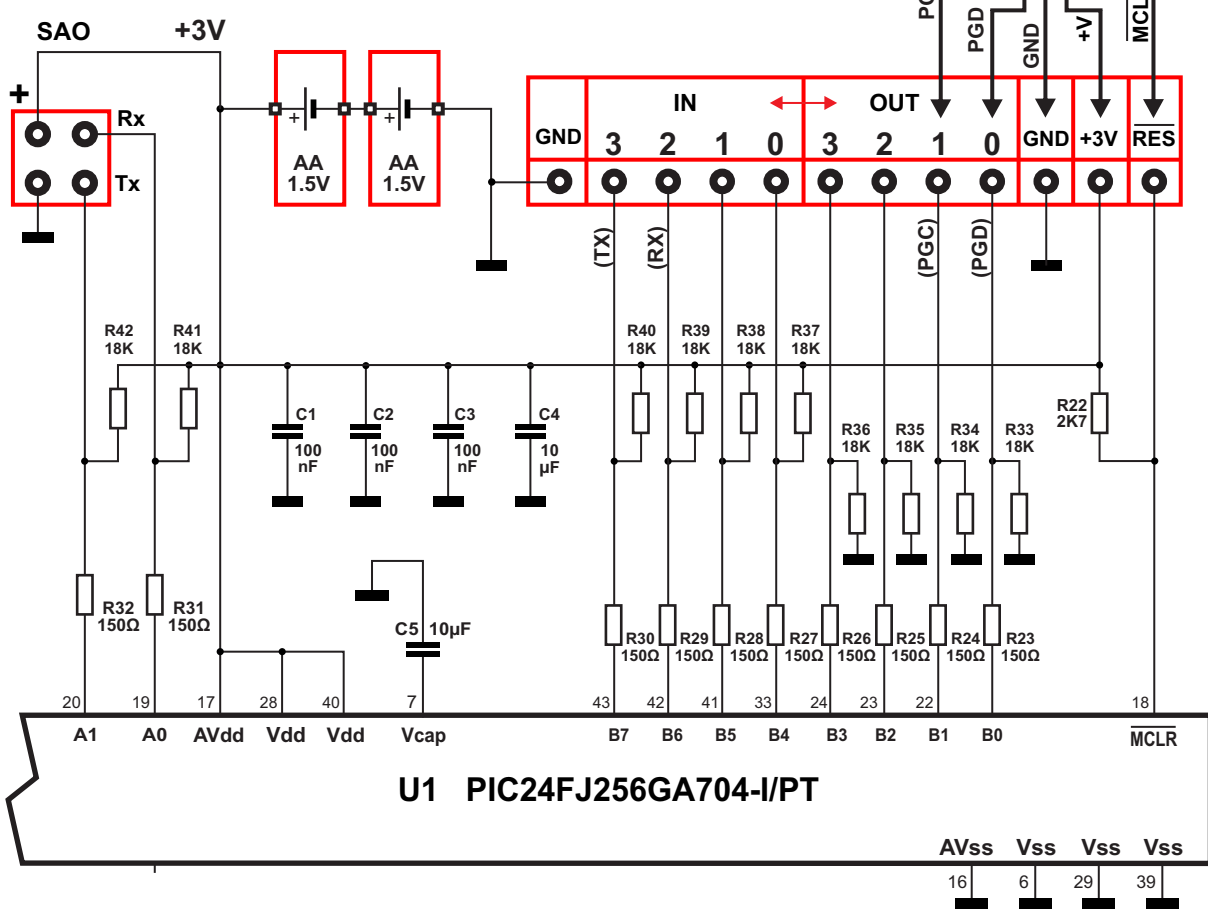 PGD
GND
+V
SAO
+3V
+
Rx
Tx
+
AA
1.5V
+
AA
1.5V
IN
OUT
GND
3
2
1
0
3
2
1
0
GND
+3V
RES
(TX)
(RX)
(PGC)
(PGD)
R42
18K
R41
18K
R40
18K
R39
18K
R38
18K
R37
18K
C1
100
nF
C2
100
nF
C3
100
nF
C4
10
µF
R22
2K7
R36
18K
R35
18K
R34
18K
R33
18K
R32
150Ω
R31
150Ω
C5 10µF
R30
150Ω
R29
150Ω
R28
150Ω
R27
150Ω
R26
150Ω
R25
150Ω
R24
150Ω
R23
150Ω
20
19
17
28
40
7
43
42
41
33
24
23
22
18
A1
A0
AVdd
Vdd
Vdd
Vcap
B7
B6
B5
B4
B3
B2
B1
B0
MCLR
U1 PIC24FJ256GA704-I/PT
AVss
Vss
Vss
Vss
16
6
29
39